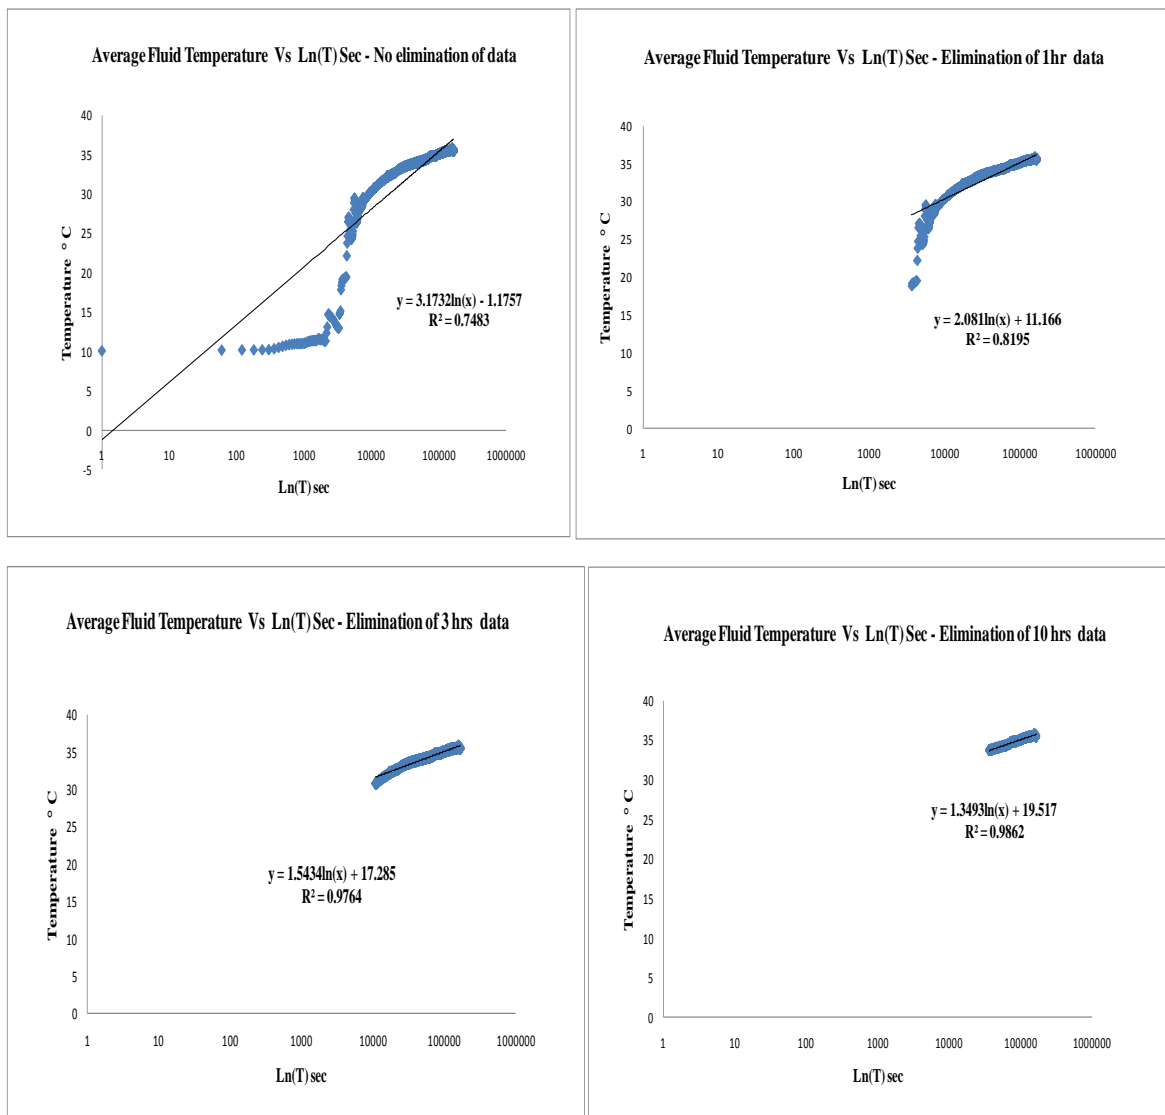 Average Fluid Temperature Vs Ln(T) Sec - No elimination of data
40
35
30
25
20
15
10
5
0
-5
Temperature ° C
y = 3.1732ln(x) - 1.1757
R² = 0.7483
1 10 100 1000 10000 100000 1000000
Ln(T) sec
Average Fluid Temperature Vs Ln(T) Sec - Elimination of 1hr data
40
35
30
25
20
15
10
5
0
Temperature ° C
y = 2.081ln(x) + 11.166
R² = 0.8195
1 10 100 1000 10000 100000 1000000
Ln(T) sec
Average Fluid Temperature Vs Ln(T) Sec - Elimination of 3 hrs data
40
35
30
25
20
15
10
5
0
Temperature ° C
y = 1.5434ln(x) + 17.285
R² = 0.9764
1 10 100 1000 10000 100000 1000000
Ln(T) sec
Average Fluid Temperature Vs Ln(T) Sec - Elimination of 10 hrs data
40
35
30
25
20
15
10
5
0
Temperature ° C
y = 1.3493ln(x) + 19.517
R² = 0.9862
1 10 100 1000 10000 100000 1000000
Ln(T) sec